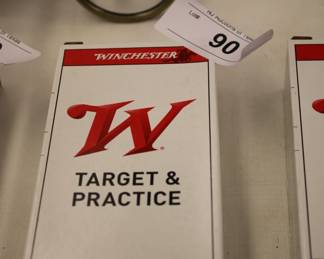 90
WINCHESTER
W
TARGET &
PRACTICE